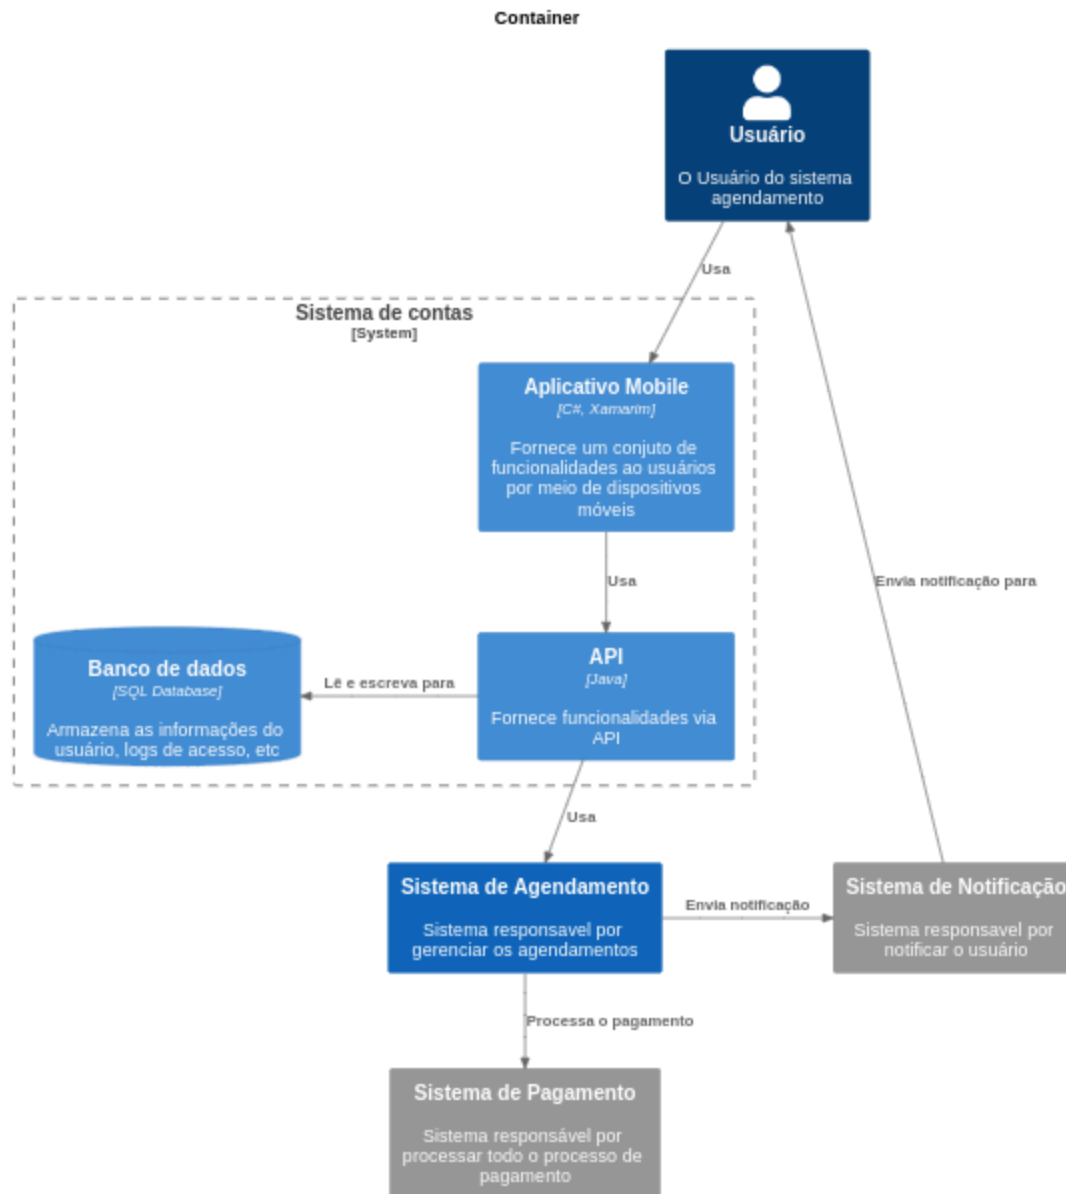 Container
Usuário
O Usuário do sistema
agendamento
Usa
Sistema de contas
[System]
Aplicativo Mobile
[C#, Xamarim]
Fornece um conjuto de
funcionalidades ao usuários
por meio de dispositivos
móveis
Usa
Envia notificação para
Banco de dados
[SQL Database]
Armazena as informações do
usuário, logs de acesso, etc
Lê e escreva para
API
[Java]
Fornece funcionalidades via
API
Usa
Sistema de Agendamento
Sistema responsavel por
gerenciar os agendamentos
Envia notificação
Sistema de Notificação
Sistema responsavel por
notificar o usuário
Processa o pagamento
Sistema de Pagamento
Sistema responsável por
processar todo o processo de
pagamento